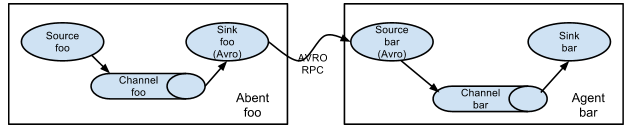 Source
foo
Sink
foo
(Avro)
Channel
foo
Abent
foo
AVRO
RPC
Source
bar
(Avro)
Sink
bar
Channel
bar
Agent
bar